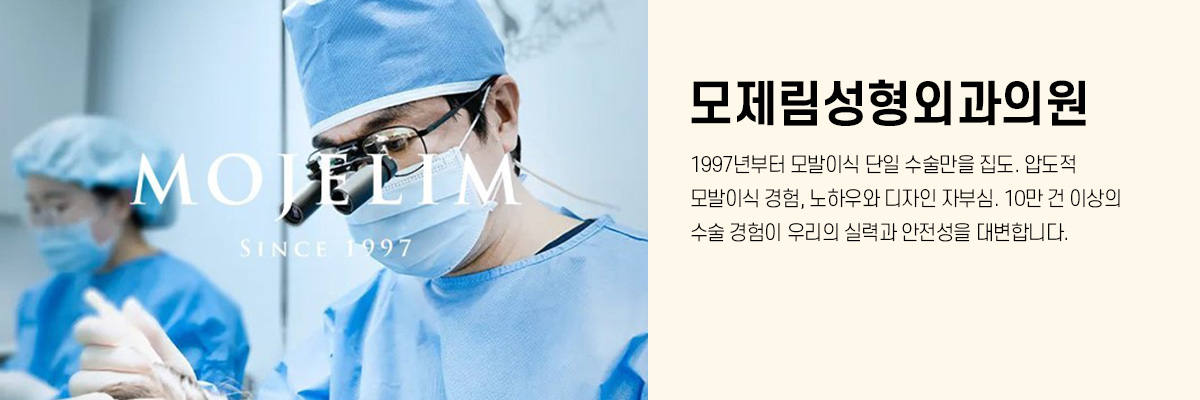 MOJELIM
SINCE 1997
모제림성형외과의원
1997년부터 모발이식 단일 수술만을 집도. 압도적
모발이식 경험, 노하우와 디자인 자부심. 10만 건 이상의
수술 경험이 우리의 실력과 안전성을 대변합니다.